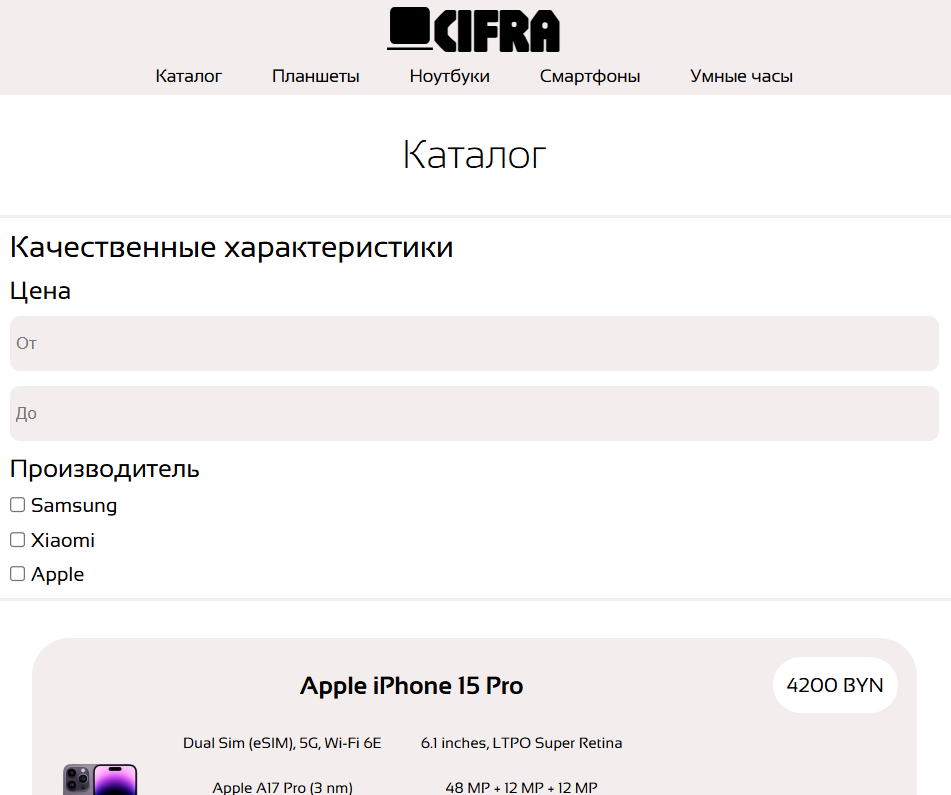 CIFRA
Каталог Планшеты Ноутбуки Смартфоны Умные часы
Каталог
Качественные характеристики
Цена
От
До
Производитель
Samsung
Xiaomi
Apple
Apple iPhone 15 Pro
4200 BYN
Dual Sim (eSIM), 5G, Wi-Fi 6E 6.1 inches, LTPO Super Retina
Apple A17 Pro (3 nm) 48 MP + 12 MP + 12 MP